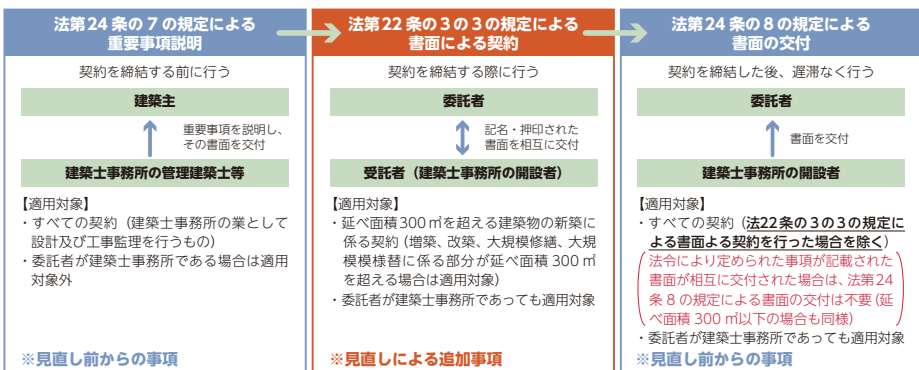 法第24条の7の規定による
重要事項説明
契約を締結する前に行う
建築主
重要事項を説明し、
その書面を交付
建築士事務所の管理建築士等
【適用対象】
・すべての契約（建築士事務所の業として
設計及び工事監理を行うもの）
・委託者が建築士事務所である場合は適用
対象外
※見直し前からの事項
法第22条の3の3の規定による
書面による契約
契約を締結する際に行う
委託者
記名・押印された
書面を相互に交付
受託者（建築士事務所の開設者）
【適用対象】
・延べ面積300㎡を超える建築物の新築に
係る契約（増築、改築、大規模修繕、大規
模模様替に係る部分が延べ面積300㎡
を超える場合は適用対象）
・委託者が建築士事務所であっても適用対象
※見直しによる追加事項
法第24条の8の規定による
書面の交付
契約を締結した後、遅滞なく行う
委託者
書面を交付
建築士事務所の開設者
【適用対象】
・すべての契約（法22条の3の3の規定に
よる書面よる契約を行った場合を除く）
法令により定められた事項が記載された
書面が相互に交付された場合は、法第24
条8の規定による書面の交付は不要（延
べ面積300㎡以下の場合も同様）
・委託者が建築士事務所であっても適用対象
※見直し前からの事項